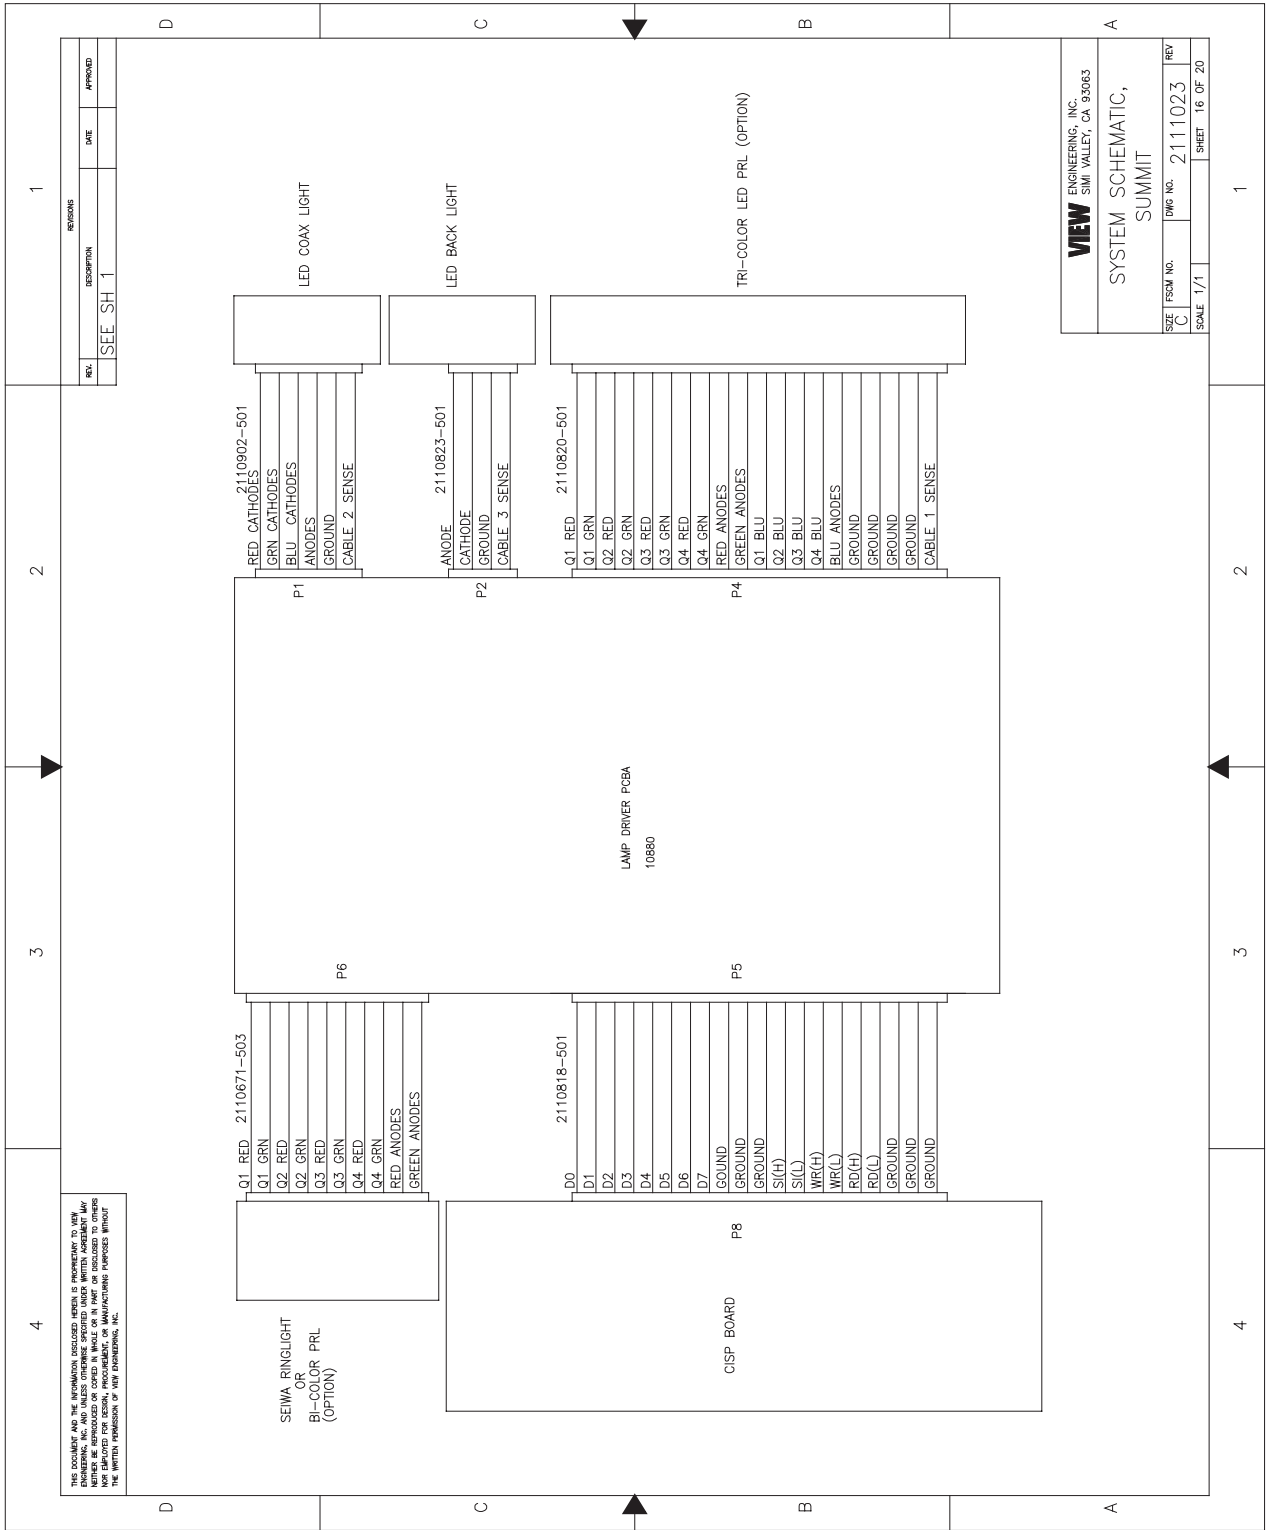 4
3
2
1
THIS DOCUMENT AND THE INFORMATION DISCLOSED HEREIN IS PROPRIETARY TO VIEW
ENGINEERING, INC. AND UNLESS OTHERWISE SPECIFIED UNDER WRITTEN AGREEMENT MAY
NEITHER BE REPRODUCED OR COPIED IN WHOLE OR IN PART OR DISCLOSED TO OTHERS
NOR EMPLOYED FOR DESIGN, PROCUREMENT, OR MANUFACTURING PURPOSES WITHOUT
THE WRITTEN PERMISSION OF VIEW ENGINEERING, INC.
REVISIONS
REV. DESCRIPTION DATE APPROVED
SEE SH 1
D
D
C
C
B
B
A
A
SEIWA RINGLIGHT
OR
BI-COLOR PRL
(OPTION)
Q1 RED 2110671-503
Q1 GRN
Q2 RED
Q2 GRN
Q3 RED
Q3 GRN
Q4 RED
Q4 GRN
RED ANODES
GREEN ANODES
P6
CISP BOARD
P8
2110818-501
D0
D1
D2
D3
D4
D5
D6
D7
GOUND
GROUND
GROUND
SI(H)
SI(L)
WR(H)
WR(L)
RD(H)
RD(L)
GROUND
GROUND
GROUND
P5
LAMP DRIVER PCBA
10880
P1
2110902-501
RED CATHODES
GRN CATHODES
BLU CATHODES
ANODES
GROUND
CABLE 2 SENSE
LED COAX LIGHT
P2
ANODE 2110823-501
CATHODE
GROUND
CABLE 3 SENSE
LED BACK LIGHT
P4
2110820-501
Q1 RED
Q1 GRN
Q2 RED
Q2 GRN
Q3 RED
Q3 GRN
Q4 RED
Q4 GRN
RED ANODES
GREEN ANODES
Q1 BLU
Q2 BLU
Q3 BLU
Q4 BLU
BLU ANODES
GROUND
GROUND
GROUND
GROUND
CABLE 1 SENSE
TRI-COLOR LED PRL (OPTION)
VIEW ENGINEERING, INC.
SIMI VALLEY, CA 93063
SYSTEM SCHEMATIC,
SUMMIT
SIZE FSCM NO. DWG NO. REV
C 2111023
SCALE 1/1 SHEET 16 OF 20
4
3
2
1